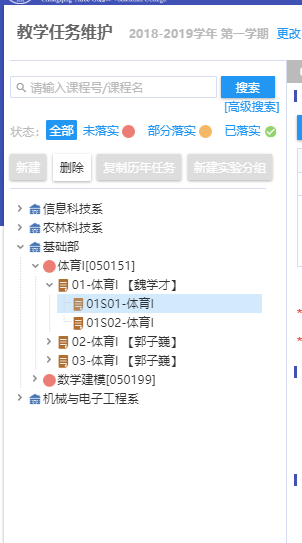 教学任务维护 2018-2019学年 第一学期 更改
请输入课程号/课程名 搜索
[高级搜索]
状态: 全部 未落实 部分落实 已落实
新建 删除 复制历年任务 新建实验分组
信息科技系
农林科技系
基础部
体育I[050151]
01-体育I 【魏学才】
01S01-体育I
01S02-体育I
02-体育I 【郭子巍】
03-体育I 【郭子巍】
数学建模[050199]
机械与电子工程系